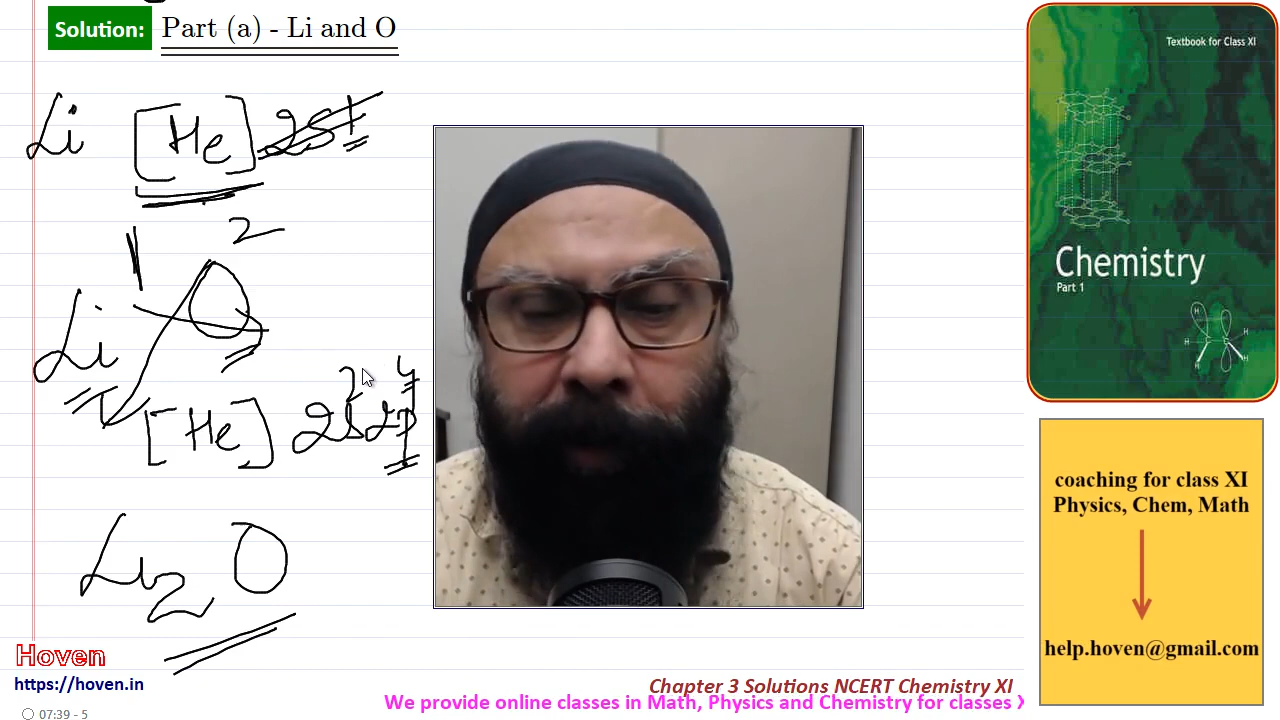 Solution: Part (a) - Li and O
Li [He] 2s1
1 2
Li O
[He] 2s2 2p4
Li2O
Hoven
https://hoven.in
07:39 - 5
Chapter 3 Solutions NCERT Chemistry XI
We provide online classes in Math, Physics and Chemistry for classes X
Textbook for Class XI
Chemistry
Part 1
H
H
H
H
C
C
coaching for class XI
Physics, Chem, Math
help.hoven@gmail.com